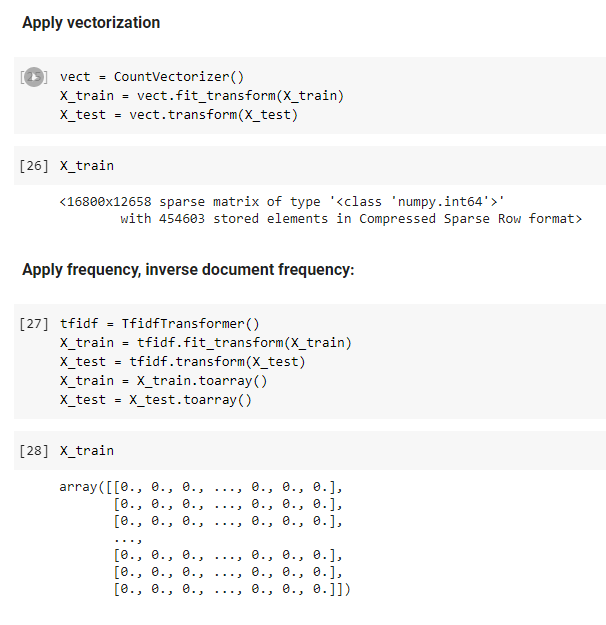 Apply vectorization
[25] vect = CountVectorizer()
X_train = vect.fit_transform(X_train)
X_test = vect.transform(X_test)
[26] X_train
<16800x12658 sparse matrix of type '<class 'numpy.int64'>'
with 454603 stored elements in Compressed Sparse Row format>
Apply frequency, inverse document frequency:
[27] tfidf = TfidfTransformer()
X_train = tfidf.fit_transform(X_train)
X_test = tfidf.transform(X_test)
X_train = X_train.toarray()
X_test = X_test.toarray()
[28] X_train
array([[0., 0., 0., ..., 0., 0., 0.],
[0., 0., 0., ..., 0., 0., 0.],
[0., 0., 0., ..., 0., 0., 0.],
...,
[0., 0., 0., ..., 0., 0., 0.],
[0., 0., 0., ..., 0., 0., 0.],
[0., 0., 0., ..., 0., 0., 0.]])